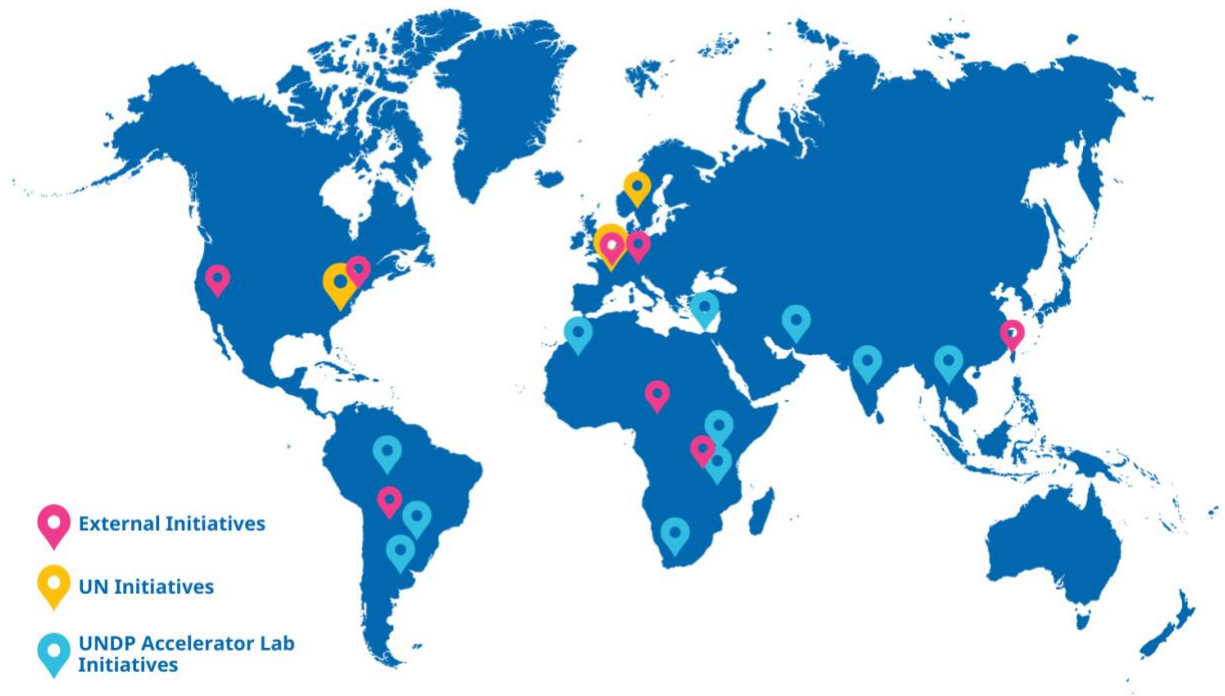 External Initiatives
UN Initiatives
UNDP Accelerator Lab
Initiatives